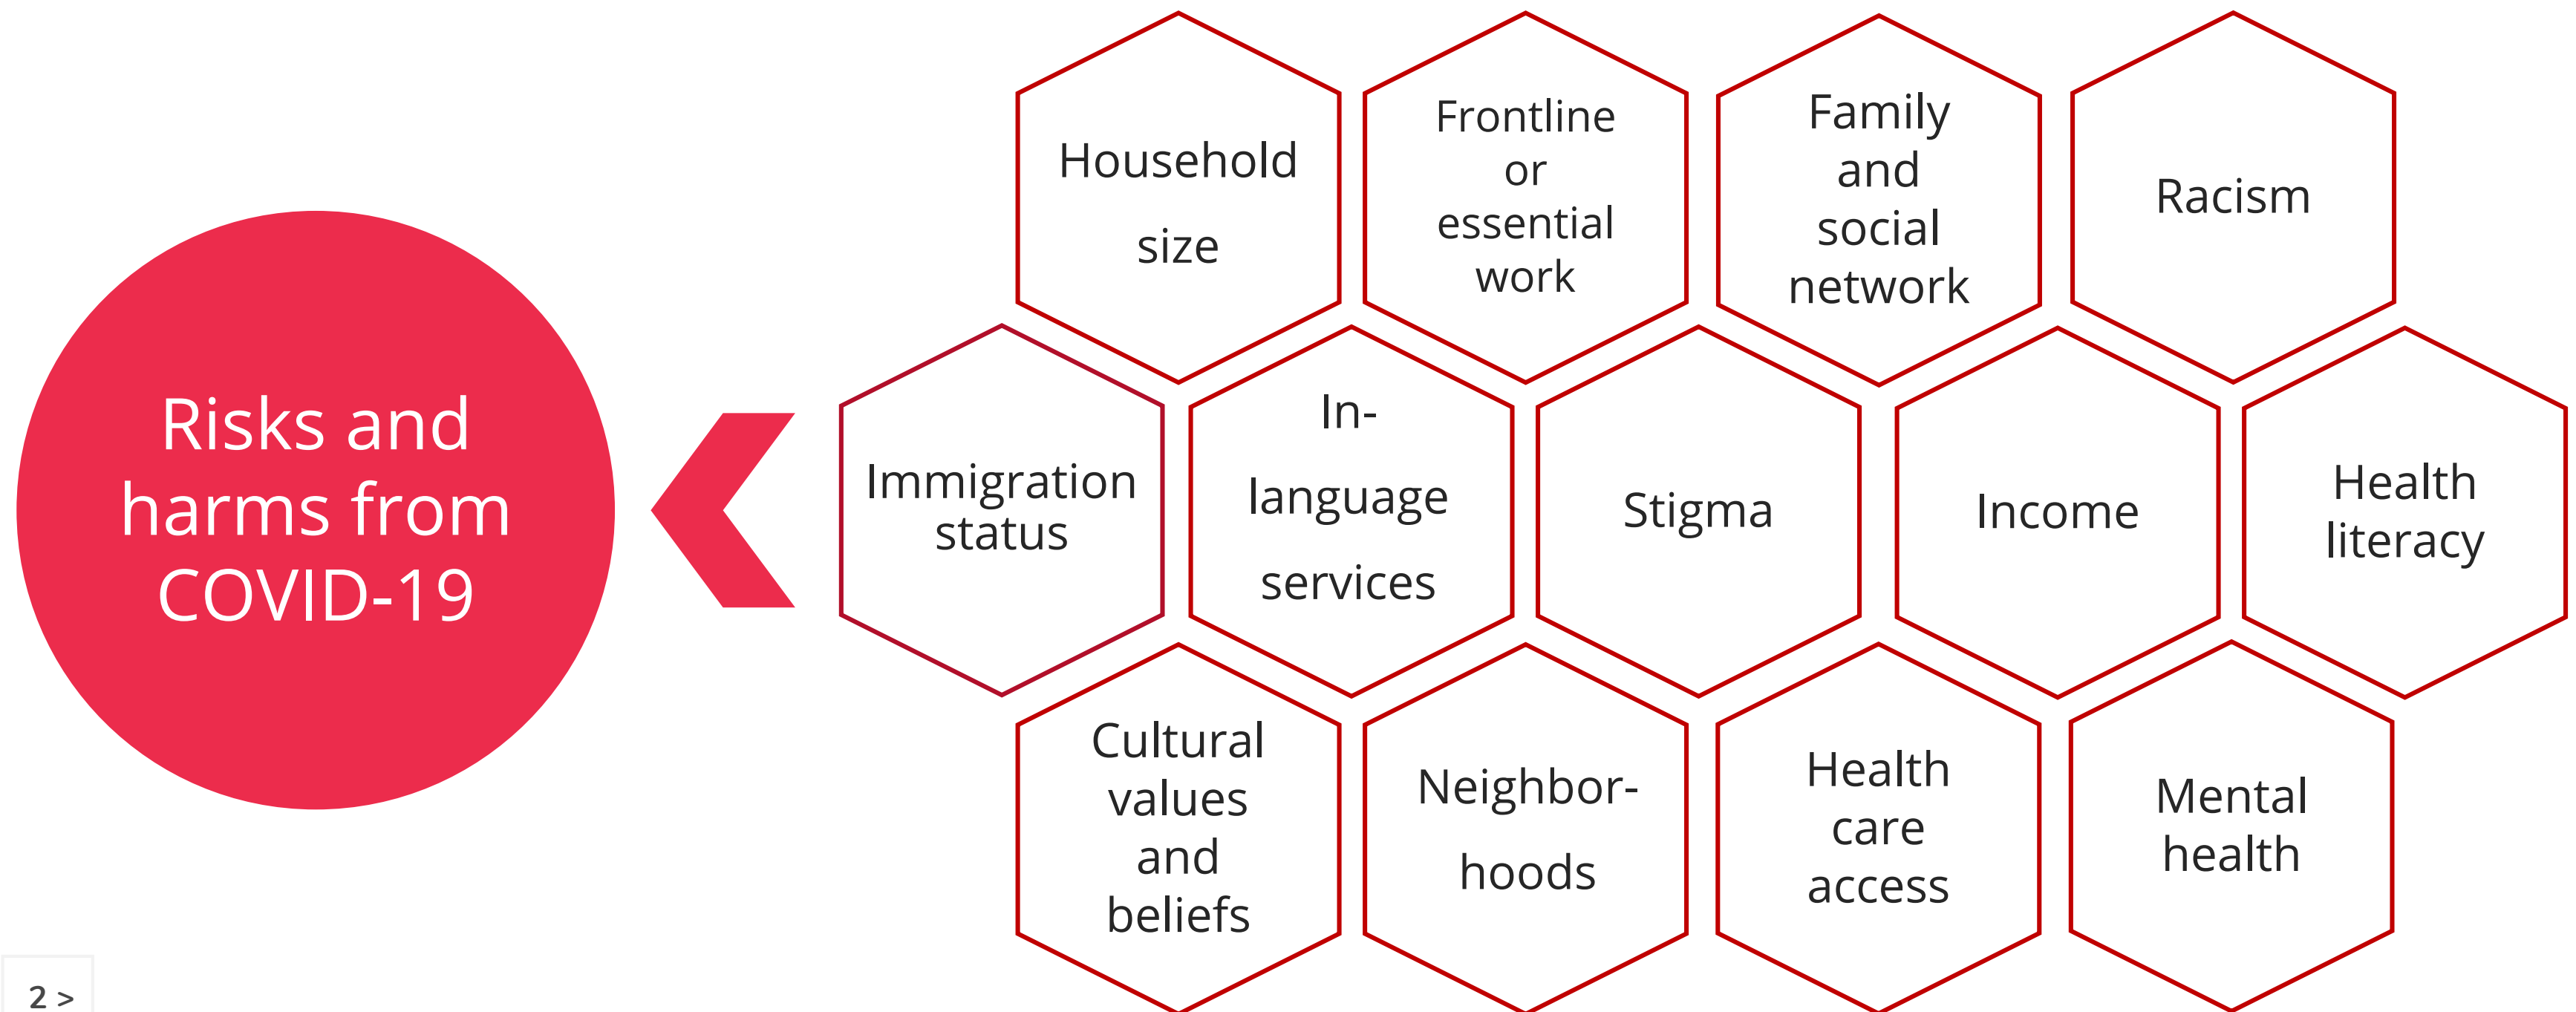 Risks and
harms from
COVID-19
Household
size
Frontline
or
essential
work
Family
and
social
network
Racism
Immigration
status
In-
language
services
Stigma
Income
Health
literacy
Cultural
values
and
beliefs
Neighbor-
hoods
Health
care
access
Mental
health
2 >